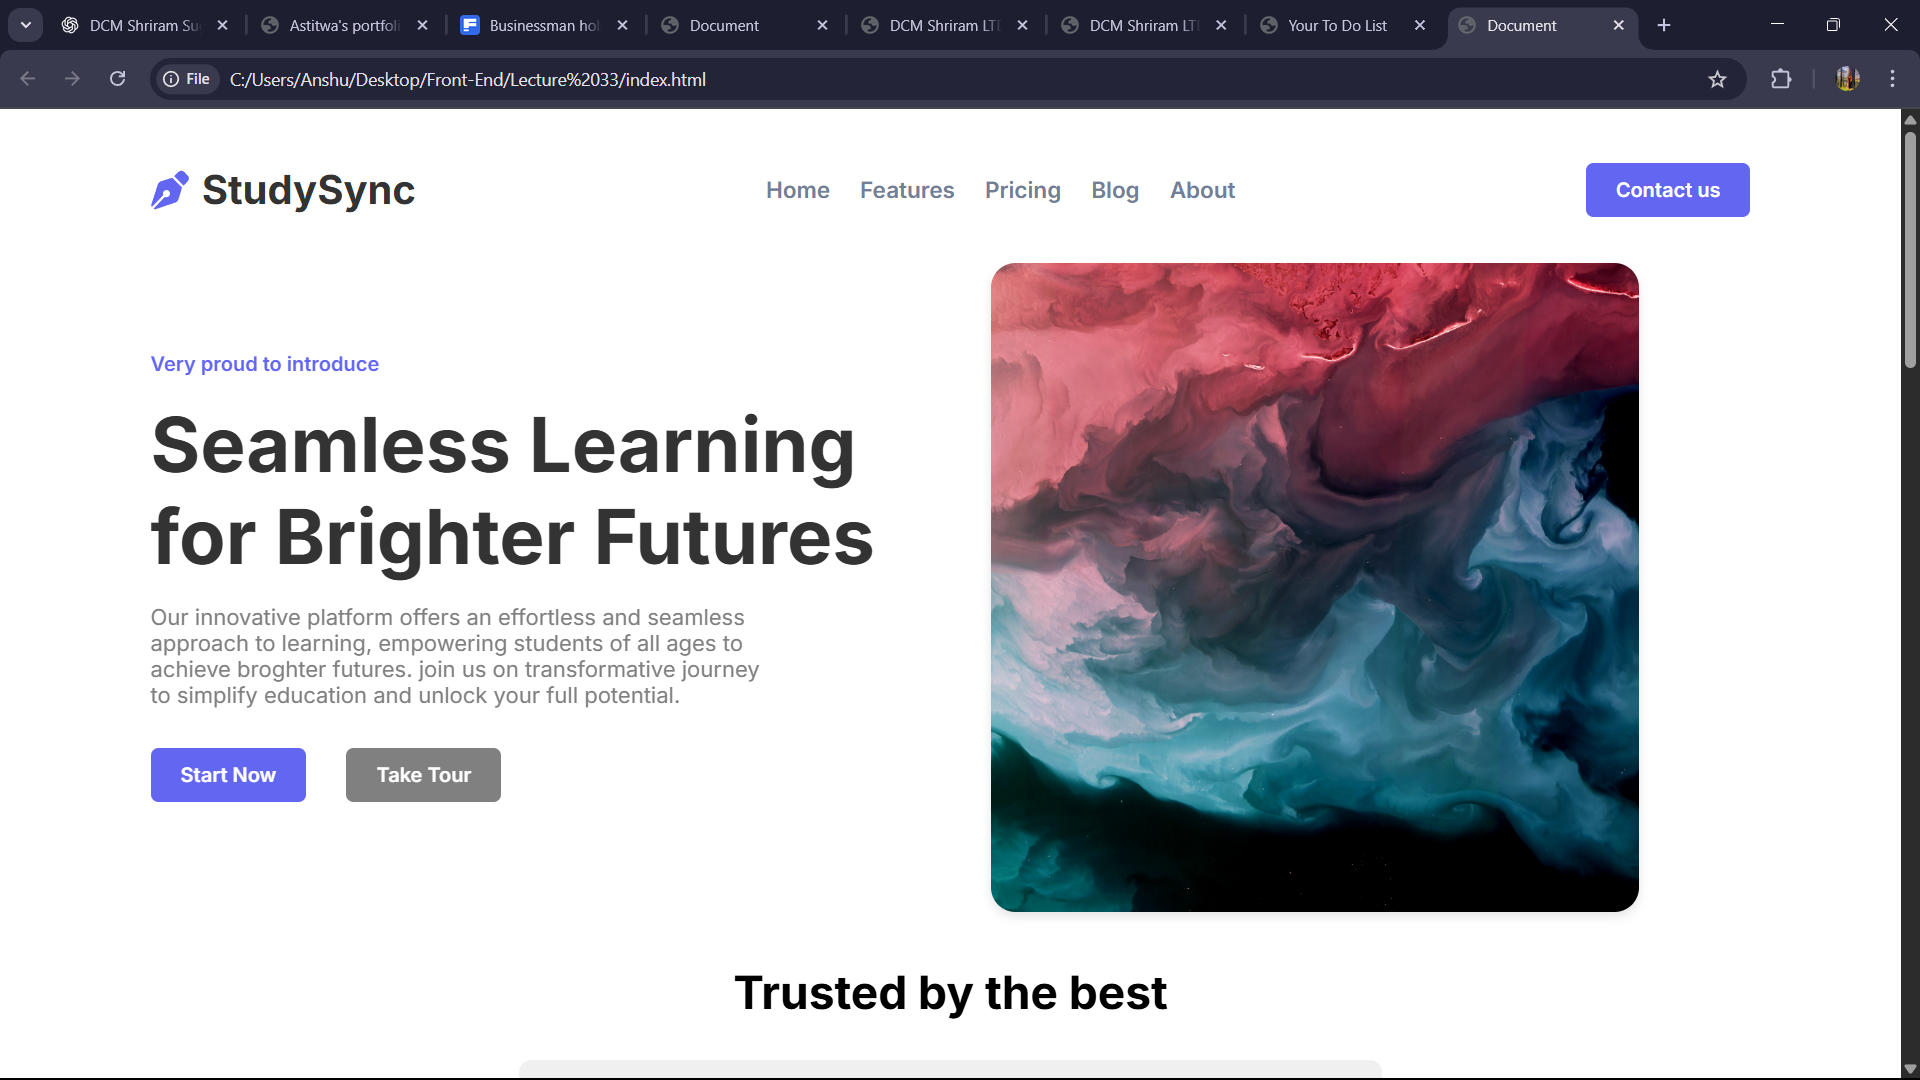 DCM Shriram Su
Astitwa's portfoli
Businessman hol
Document
DCM Shriram LTD
DCM Shriram LTD
Your To Do List
Document
File
C:/Users/Anshu/Desktop/Front-End/Lecture%2033/index.html
StudySync
Home
Features
Pricing
Blog
About
Contact us
Very proud to introduce
Seamless Learning
for Brighter Futures
Our innovative platform offers an effortless and seamless
approach to learning, empowering students of all ages to
achieve broghter futures. join us on transformative journey
to simplify education and unlock your full potential.
Start Now
Take Tour
Trusted by the best